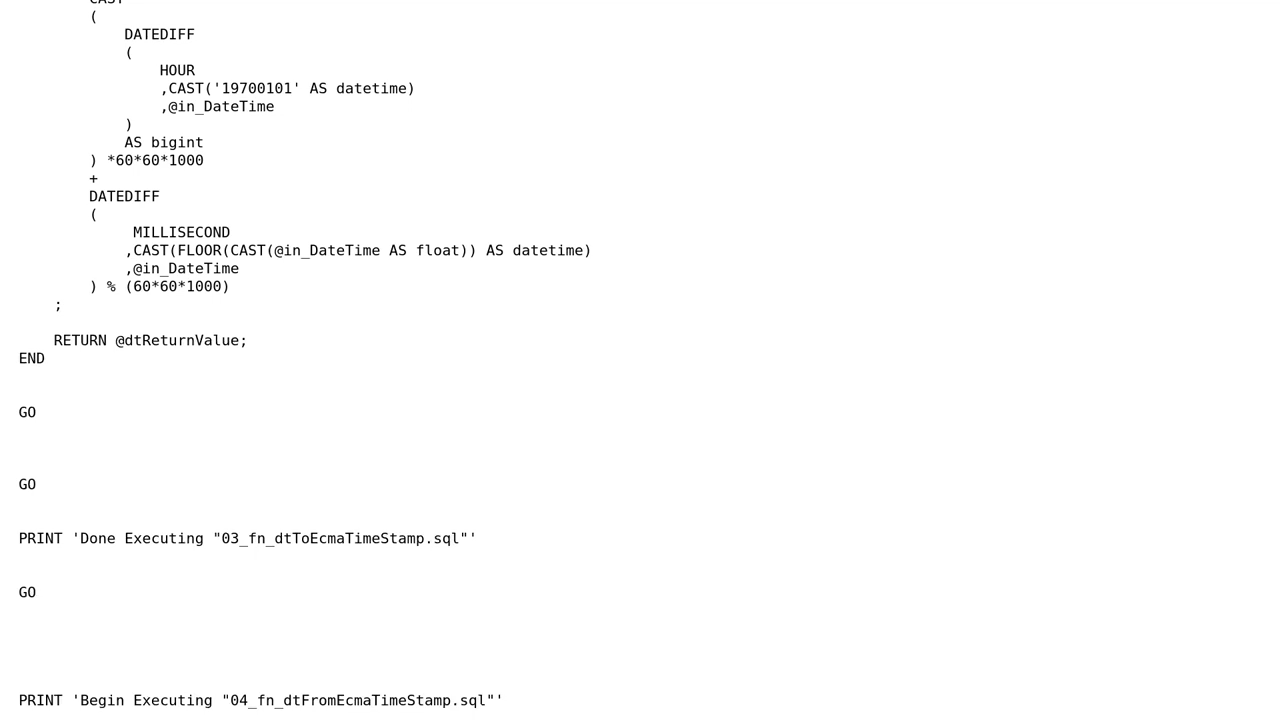 CAST
(
DATEDIFF
(
HOUR
,CAST('19700101' AS datetime)
,@in_DateTime
)
AS bigint
) *60*60*1000
+
DATEDIFF
(
MILLISECOND
,CAST(FLOOR(CAST(@in_DateTime AS float)) AS datetime)
,@in_DateTime
) % (60*60*1000)
;
RETURN @dtReturnValue;
END
GO
GO
PRINT 'Done Executing "03_fn_dtToEcmaTimeStamp.sql"'
GO
PRINT 'Begin Executing "04_fn_dtFromEcmaTimeStamp.sql"'